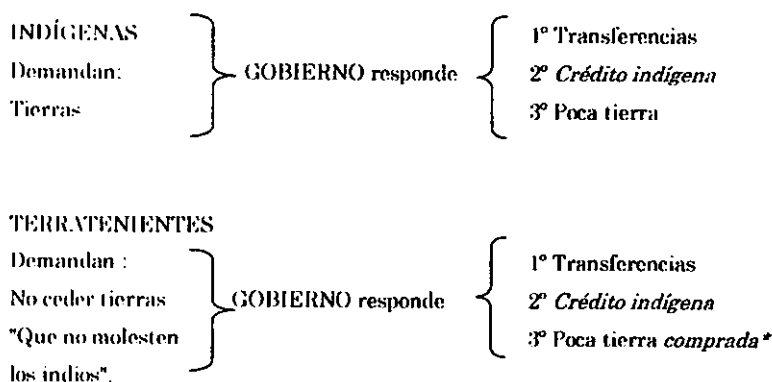 INDÍGENAS
Demandan:
Tierras
GOBIERNO responde
1º Transferencias
2º Crédito indígena
3º Poca tierra
TERRATENIENTES
Demandan :
No ceder tierras
"Que no molesten
los indios".
GOBIERNO responde
1º Transferencias
2º Crédito indígena
3º Poca tierra comprada*